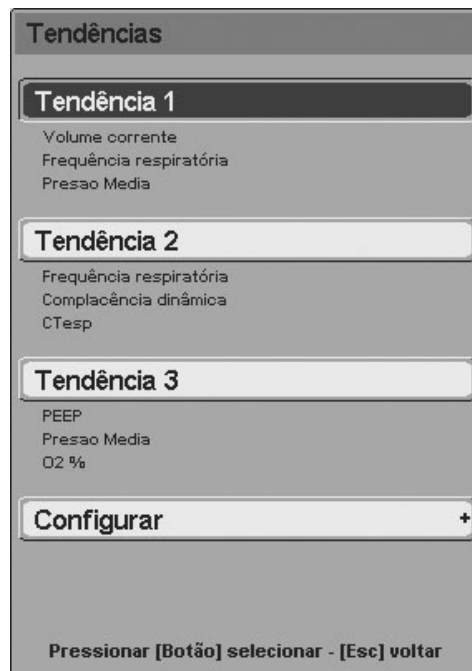 Tendências
Tendência 1
Volume corrente
Frequência respiratória
Presao Media
Tendência 2
Frequência respiratória
Complacência dinâmica
CTesp
Tendência 3
PEEP
Presao Media
O2 %
Configurar +
Pressionar [Botão] selecionar - [Esc] voltar